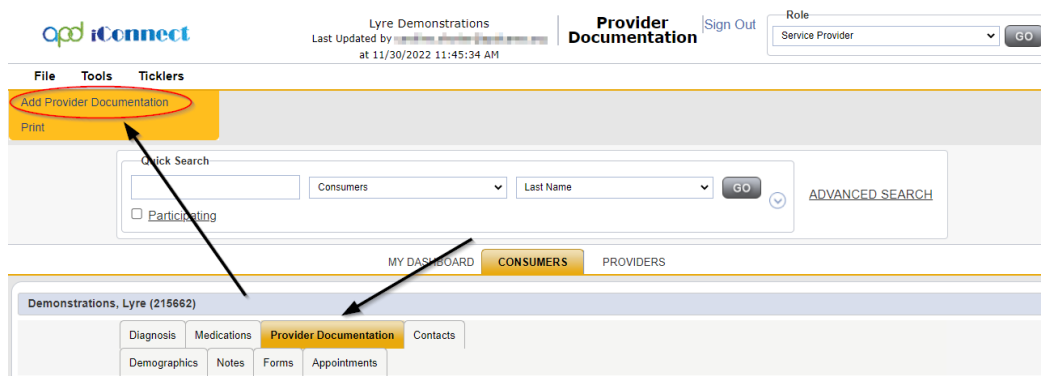 apd iConnect
Lyre Demonstrations
Last Updated by
at 11/30/2022 11:45:34 AM
Provider
Documentation
Sign Out
Role
Service Provider
GO
File Tools Ticklers
Add Provider Documentation
Print
Quick Search
Consumers
Last Name
GO
ADVANCED SEARCH
Participating
MY DASHBOARD CONSUMERS PROVIDERS
Demonstrations, Lyre (215662)
Diagnosis Medications Provider Documentation Contacts
Demographics Notes Forms Appointments